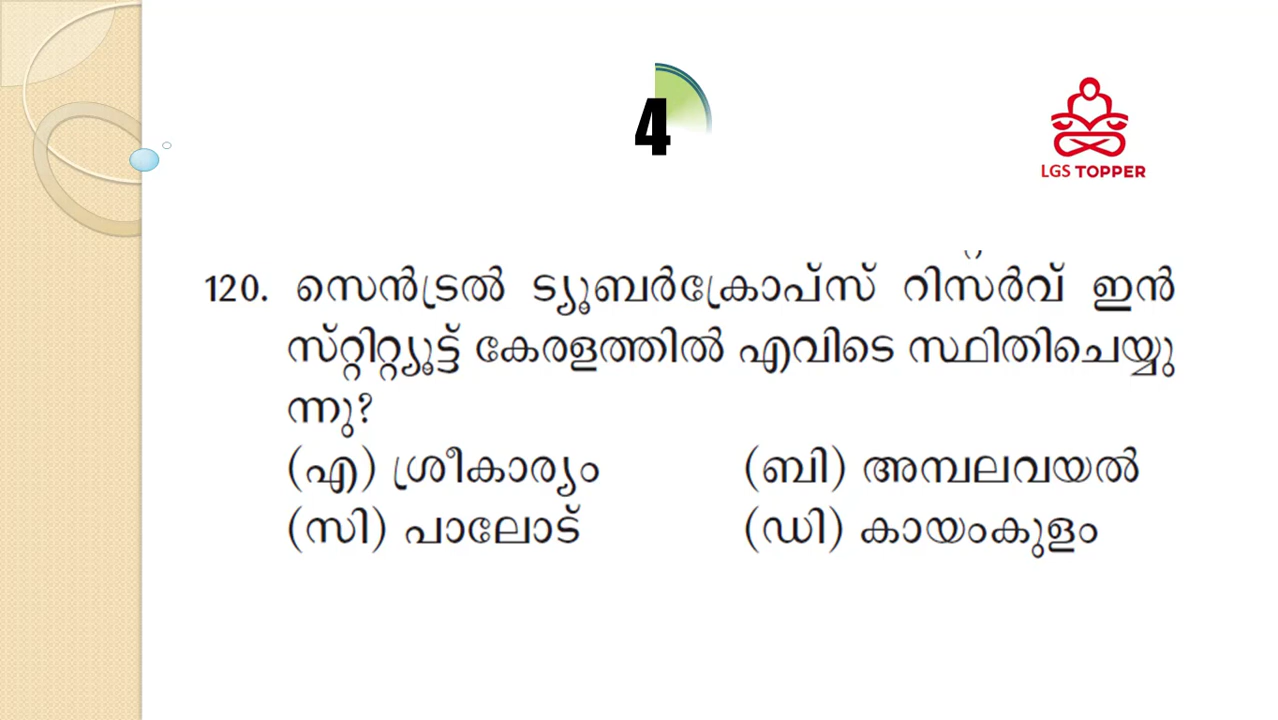 4
LGS TOPPER
120. സെൻട്രൽ ട്യൂബർക്രോപ്സ് റിസർവ് ഇൻ
സ്റ്റിറ്റ്യൂട്ട് കേരളത്തിൽ എവിടെ സ്ഥിതിചെയ്യു
ന്നു?
(എ) ശ്രീകാര്യം (ബി) അമ്പലവയൽ
(സി) പാലോട് (ഡി) കായംകുളം